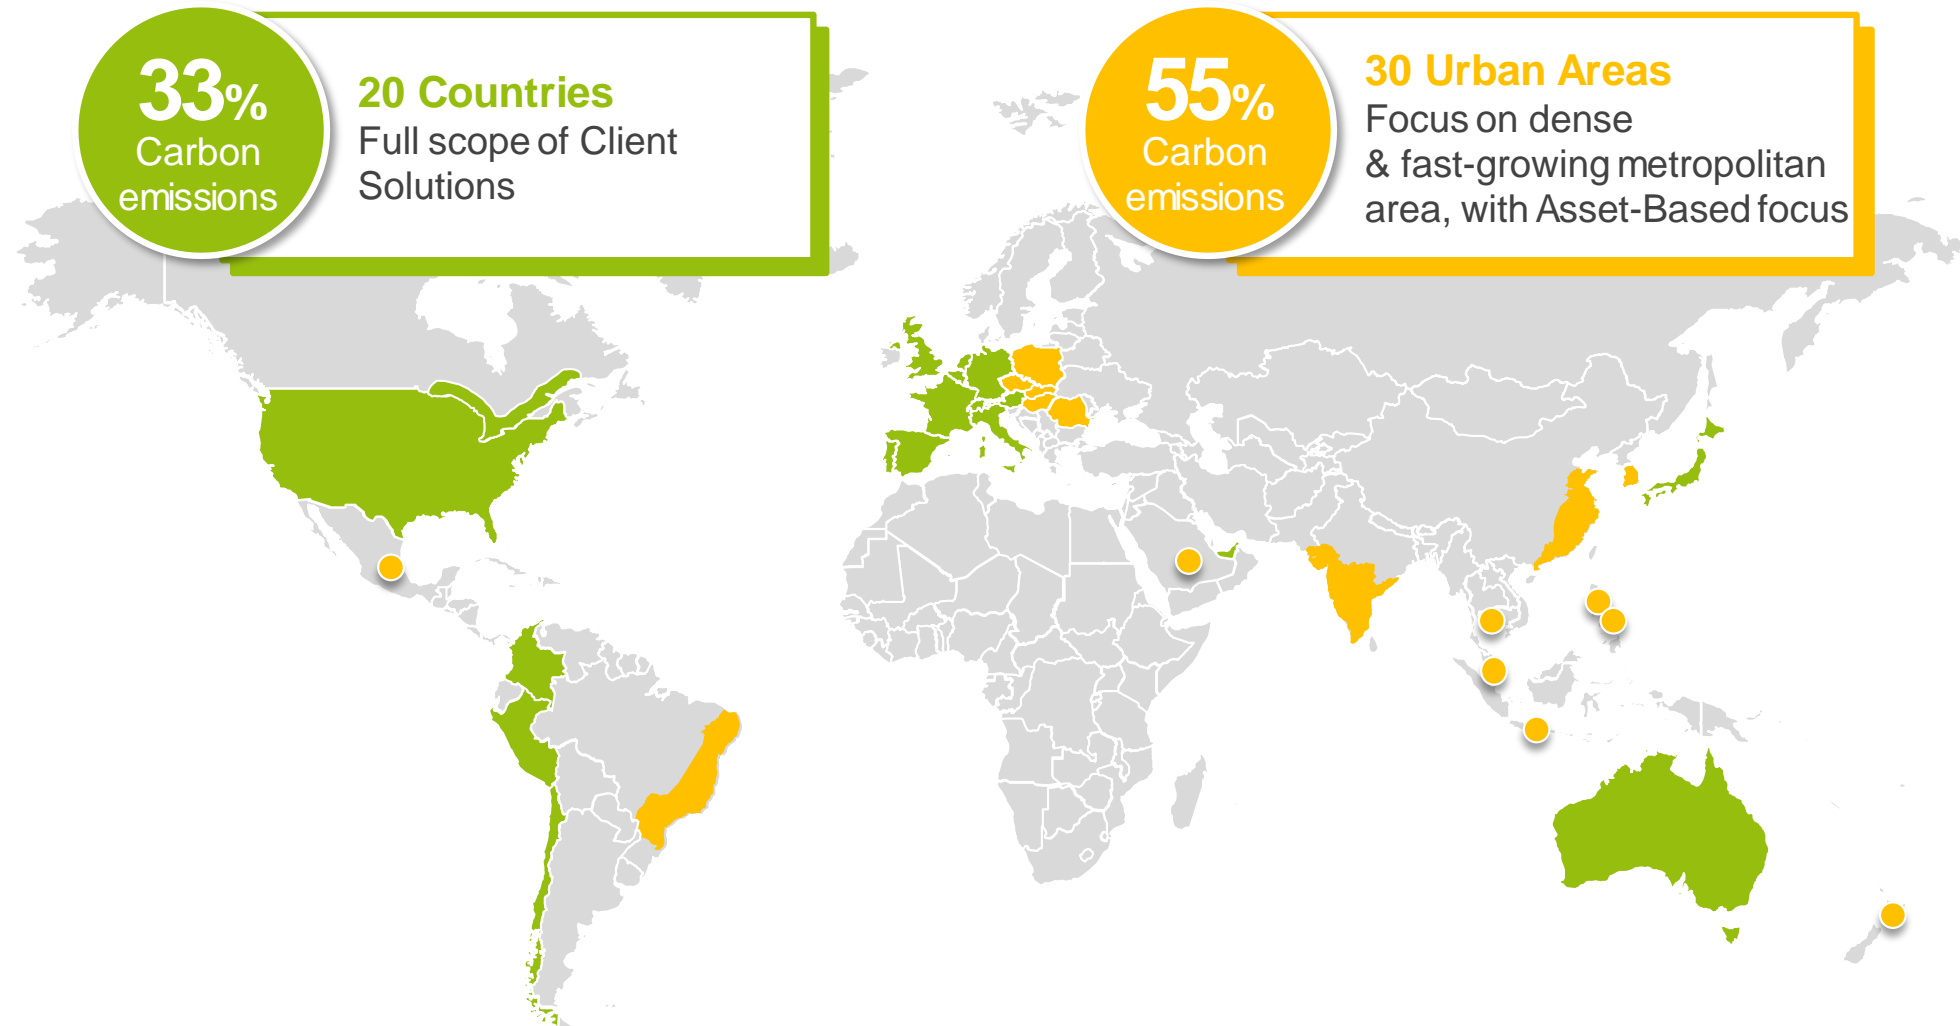 33%
Carbon
emissions
20 Countries
Full scope of Client
Solutions
55%
Carbon
emissions
30 Urban Areas
Focus on dense
& fast-growing metropolitan
area, with Asset-Based focus